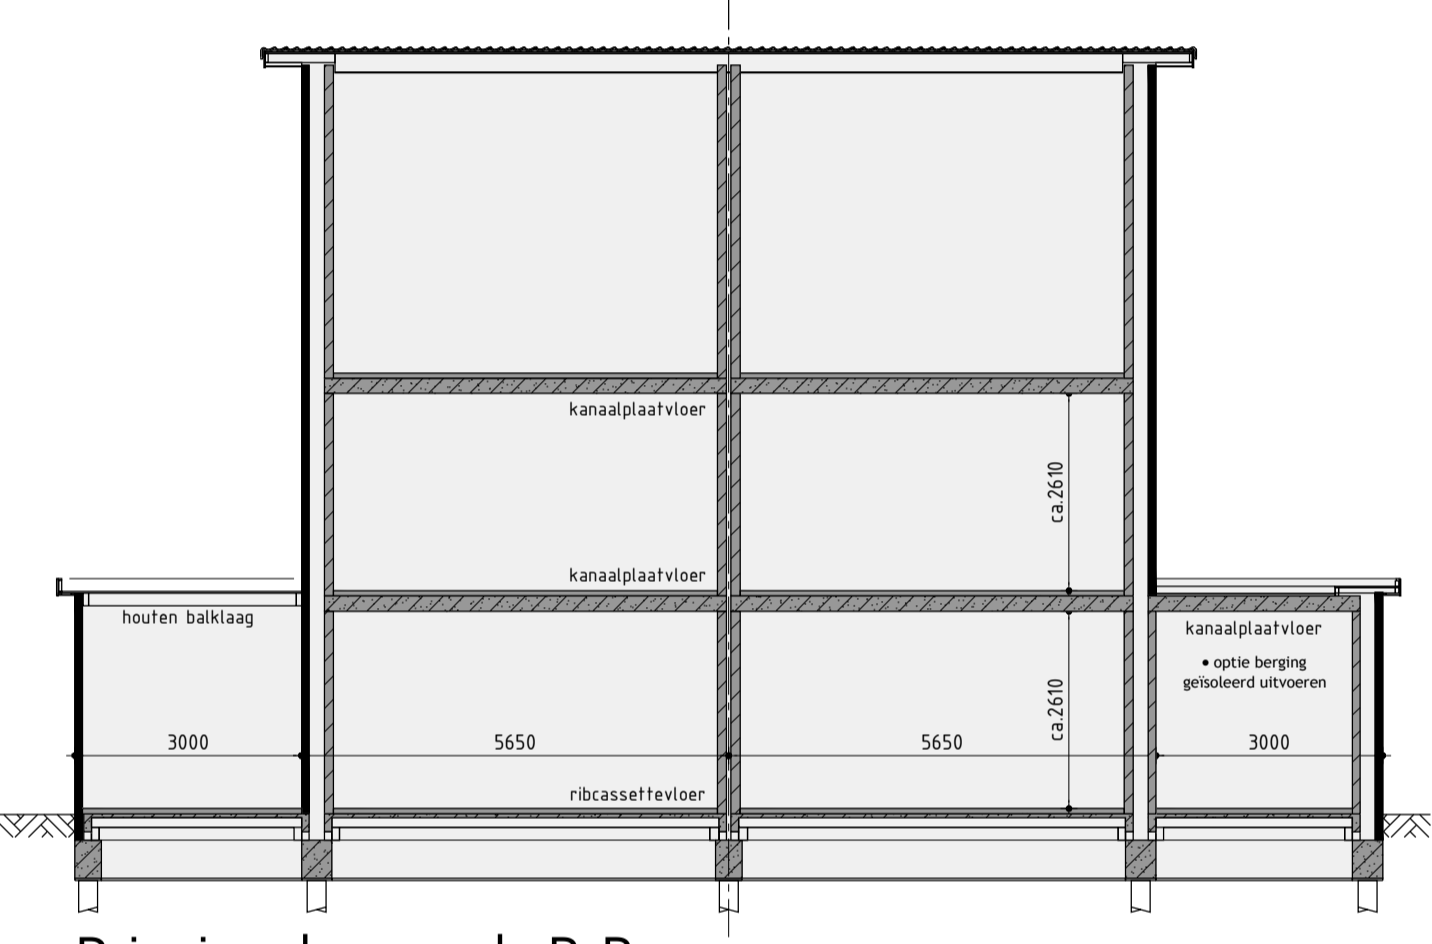 kanaalplaatvloer
ca.2610
kanaalplaatvloer
houten balklaag
kanaalplaatvloer
• optie berging
geïsoleerd uitvoeren
ca.2610
3000
5650
5650
3000
ribcassettevloer